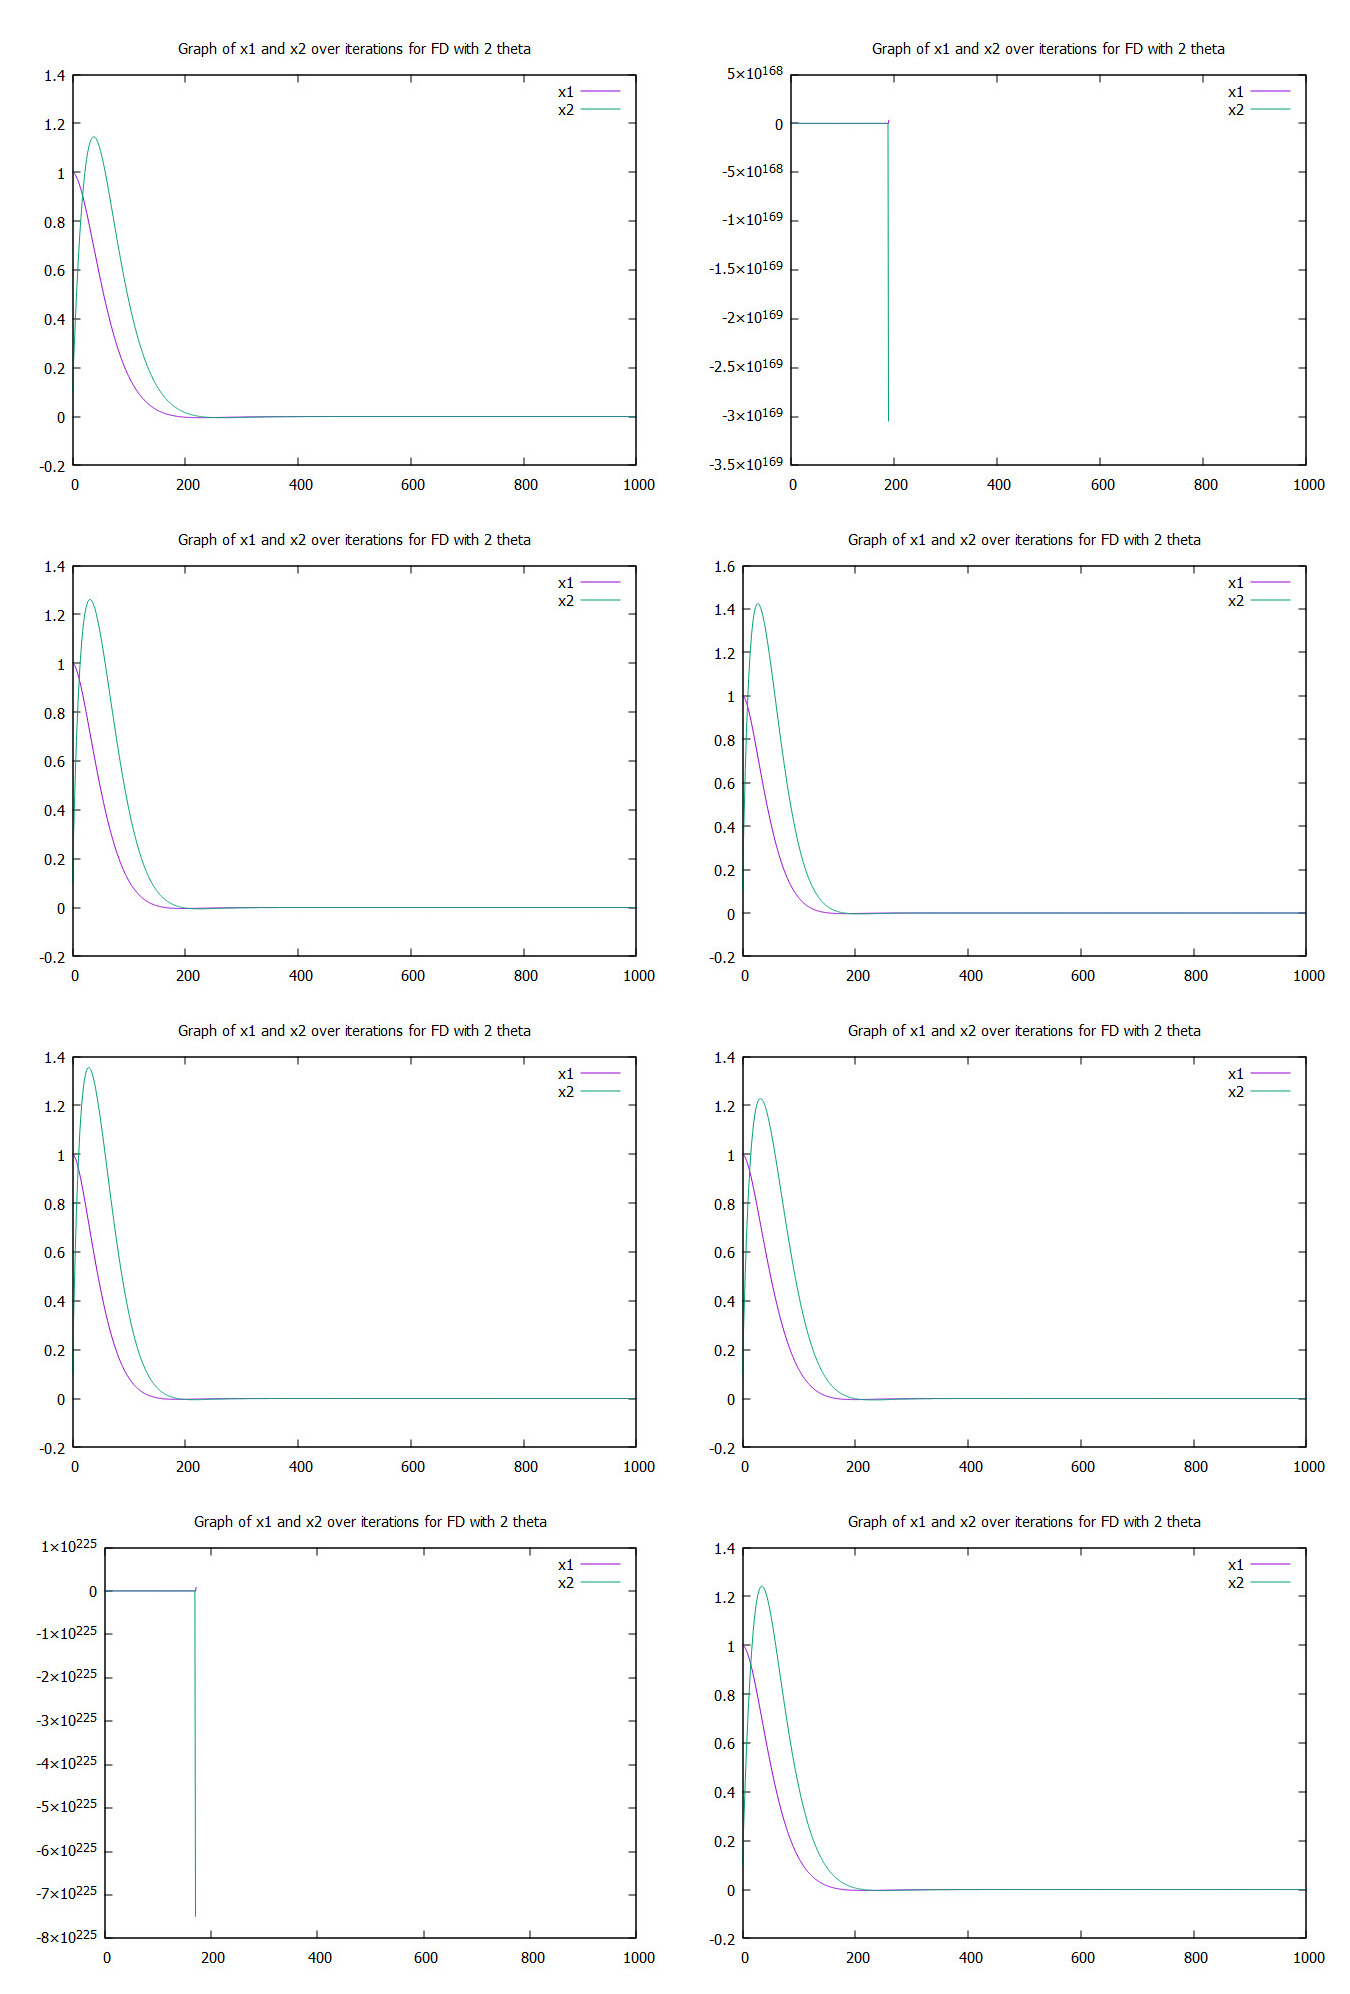 Graph of x1 and x2 over iterations for FD with 2 theta
1.4
1.2
1
0.8
0.6
0.4
0.2
0
-0.2
0 200 400 600 800 1000
x1
x2
Graph of x1 and x2 over iterations for FD with 2 theta
5×10^168
0
-5×10^168
-1×10^169
-1.5×10^169
-2×10^169
-2.5×10^169
-3×10^169
-3.5×10^169
0 200 400 600 800 1000
x1
x2
Graph of x1 and x2 over iterations for FD with 2 theta
1.4
1.2
1
0.8
0.6
0.4
0.2
0
-0.2
0 200 400 600 800 1000
x1
x2
Graph of x1 and x2 over iterations for FD with 2 theta
1.6
1.4
1.2
1
0.8
0.6
0.4
0.2
0
-0.2
0 200 400 600 800 1000
x1
x2
Graph of x1 and x2 over iterations for FD with 2 theta
1.4
1.2
1
0.8
0.6
0.4
0.2
0
-0.2
0 200 400 600 800 1000
x1
x2
Graph of x1 and x2 over iterations for FD with 2 theta
1.4
1.2
1
0.8
0.6
0.4
0.2
0
-0.2
0 200 400 600 800 1000
x1
x2
Graph of x1 and x2 over iterations for FD with 2 theta
1×10^225
0
-1×10^225
-2×10^225
-3×10^225
-4×10^225
-5×10^225
-6×10^225
-7×10^225
-8×10^225
0 200 400 600 800 1000
x1
x2
Graph of x1 and x2 over iterations for FD with 2 theta
1.4
1.2
1
0.8
0.6
0.4
0.2
0
-0.2
0 200 400 600 800 1000
x1
x2